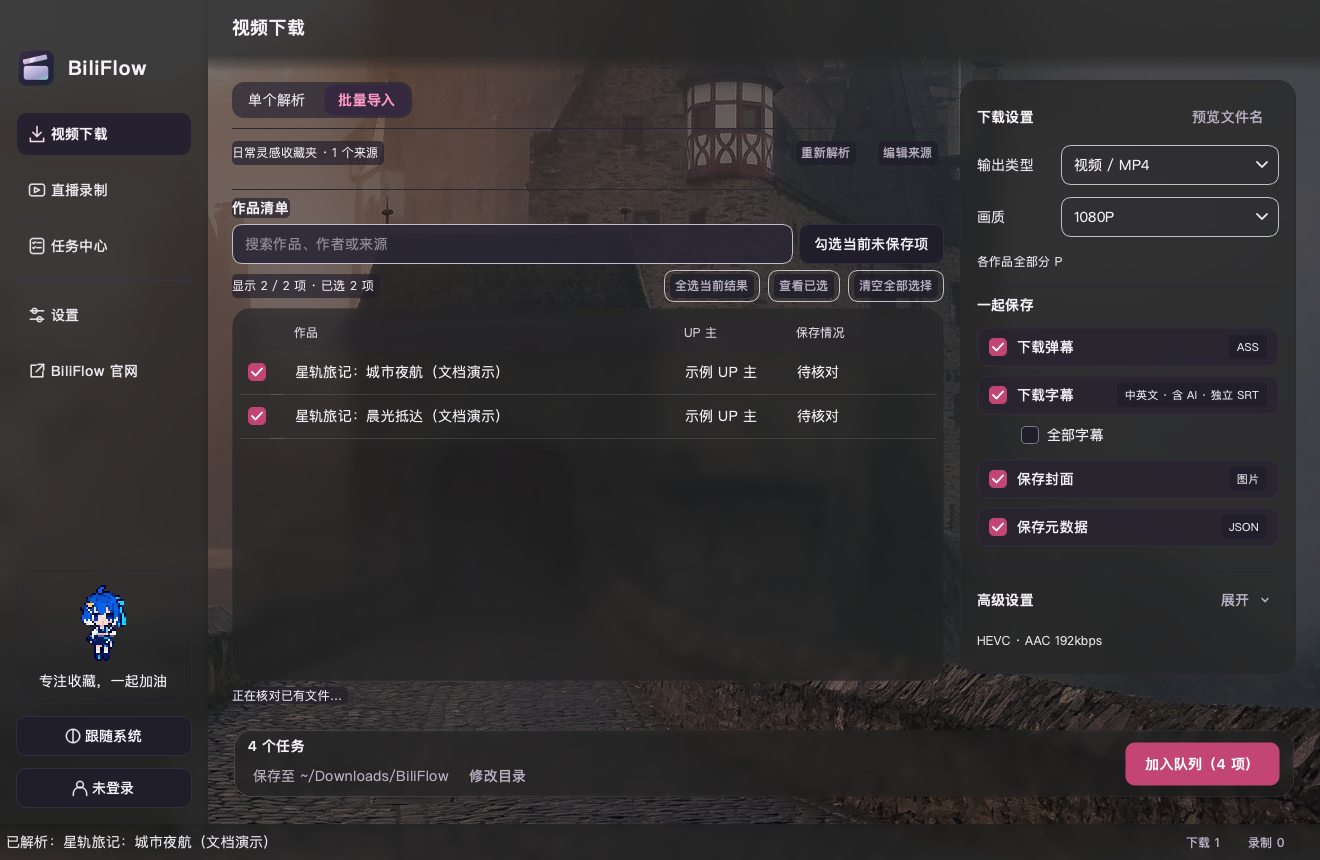 视频下载
BiliFlow
视频下载
直播录制
任务中心
设置
BiliFlow 官网
专注收藏，一起加油
跟随系统
未登录
单个解析 批量导入
日常灵感收藏夹 · 1 个来源 重新解析 编辑来源
作品清单
搜索作品、作者或来源 勾选当前未保存项
显示 2 / 2 项 · 已选 2 项 全选当前结果 查看已选 清空全部选择
作品 UP 主 保存情况
星轨旅记：城市夜航（文档演示） 示例 UP 主 待核对
星轨旅记：晨光抵达（文档演示） 示例 UP 主 待核对
正在核对已有文件...
下载设置 预览文件名
输出类型 视频 / MP4
画质 1080P
各作品全部分 P
一起保存
下载弹幕 ASS
下载字幕 中英文 · 含 AI · 独立 SRT
全部字幕
保存封面 图片
保存元数据 JSON
高级设置 展开
HEVC · AAC 192kbps
4 个任务
保存至 ~/Downloads/BiliFlow 修改目录
加入队列（4 项）
已解析：星轨旅记：城市夜航（文档演示） 下载 1 录制 0